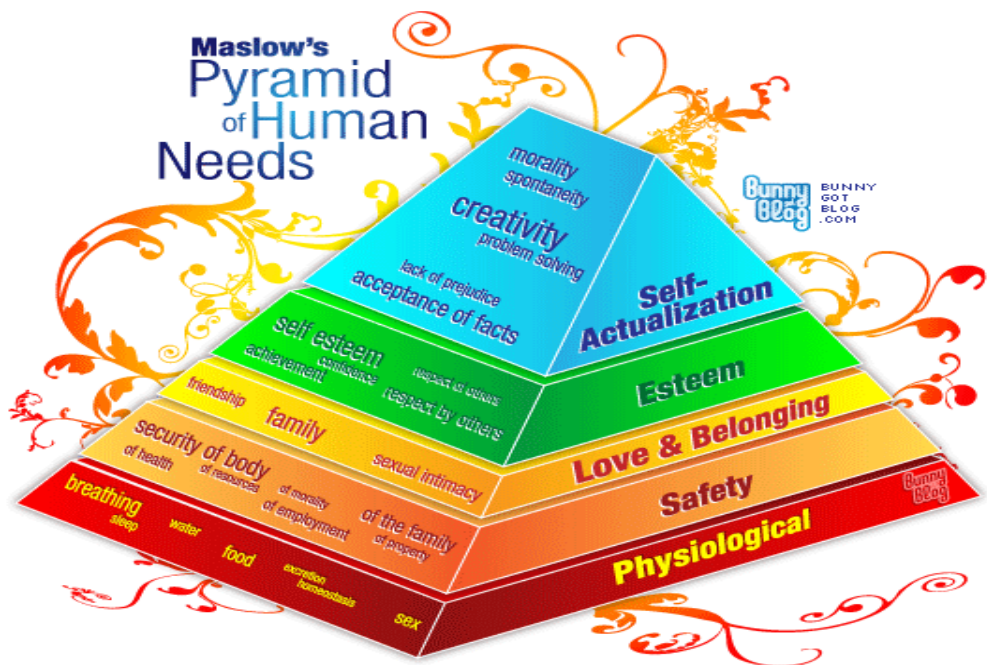 Maslow's
Pyramid
of Human
Needs
Bunny
Blog
BUNNY
GOT
BLOG
.COM
morality
spontaneity
creativity
problem solving
lack of prejudice
acceptance of facts
Self-
Actualization
self esteem
confidence
achievement
respect of others
respect by others
Esteem
friendship
family
sexual intimacy
Love & Belonging
security of body
of health
of resources
of morality
of employment
of the family
of property
Safety
breathing
sleep
water
food
excretion
homeostasis
sex
Physiological
Bunny
Blog